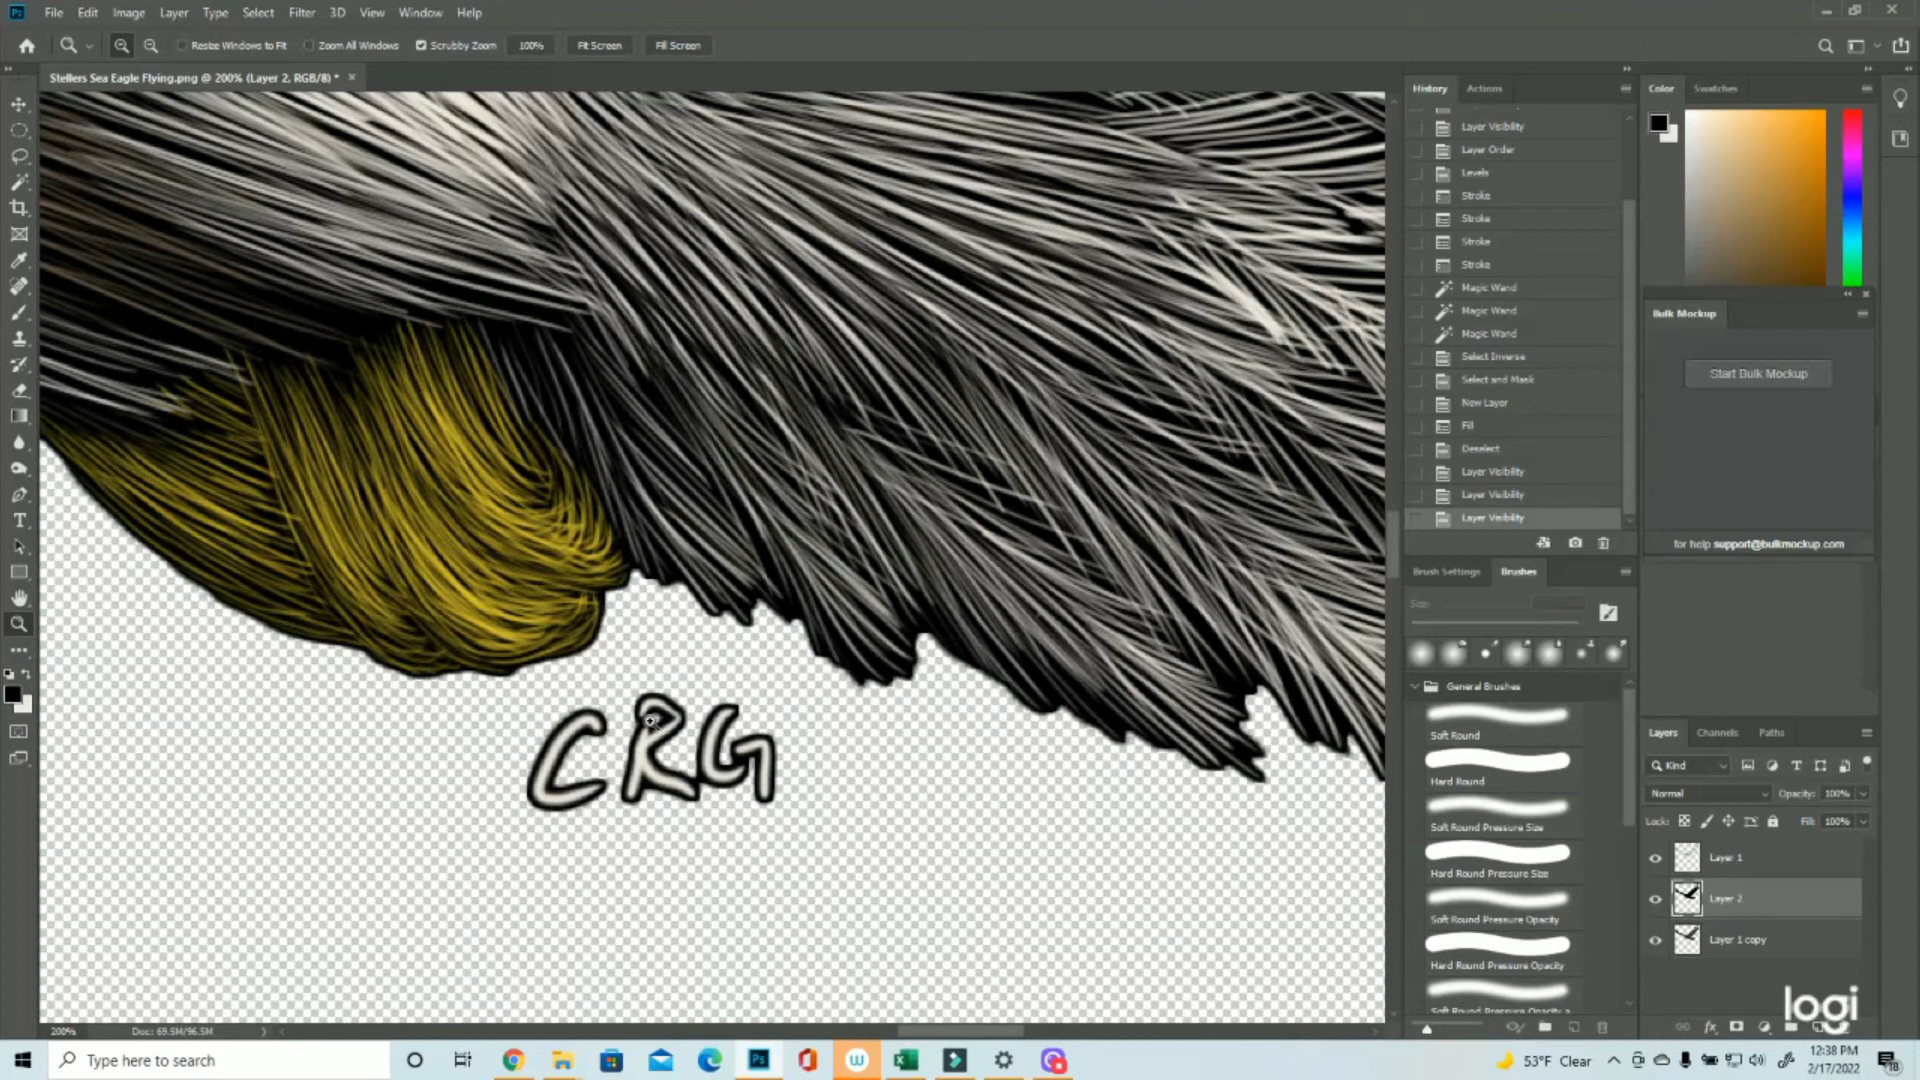 File Edit Image Layer Type Select Filter 3D View Window Help
Resize Windows to Fit Zoom All Windows Scrubby Zoom 100% Fit Screen Fill Screen
Stellers Sea Eagle Flying.png @ 200% (Layer 2, RGB/8) *
CRG
200% Doc: 69.5M/96.5M
History Actions
Layer Visibility
Layer Order
Levels
Stroke
Stroke
Stroke
Stroke
Magic Wand
Magic Wand
Magic Wand
Select Inverse
Select and Mask
New Layer
Fill
Deselect
Layer Visibility
Layer Visibility
Layer Visibility
Brush Settings Brushes
Size:
General Brushes
Soft Round
Hard Round
Soft Round Pressure Size
Hard Round Pressure Size
Soft Round Pressure Opacity
Hard Round Pressure Opacity
Color Swatches
Bulk Mockup
Start Bulk Mockup
for help support@bulkmockup.com
Layers Channels Paths
Kind
Normal Opacity: 100%
Lock: Fill: 100%
Layer 1
Layer 2
Layer 1 copy
logi
Type here to search
53°F Clear
12:38 PM
2/17/2022
18